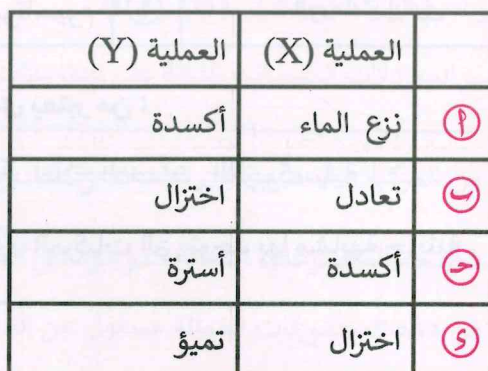 العملية (X) العملية (Y)
أ نزع الماء أكسدة
ب تعادل اختزال
ج أكسدة أسترة
د اختزال تميؤ